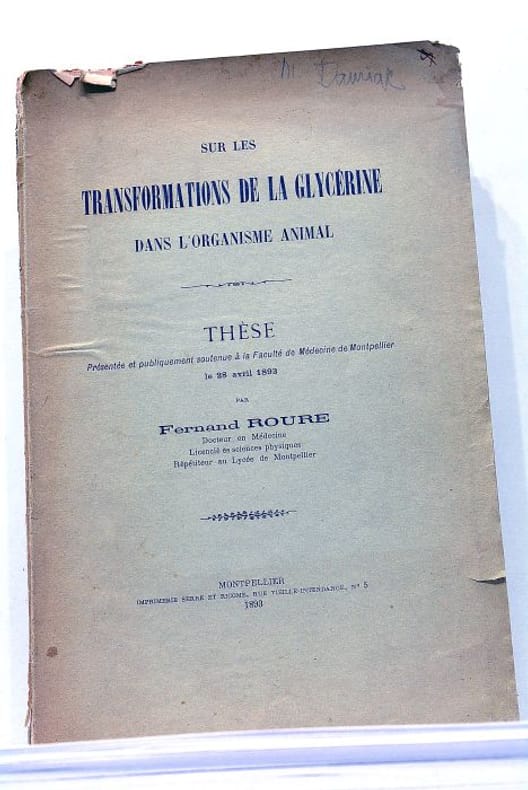 SUR LES
TRANSFORMATIONS DE LA GLYCÉRINE
DANS L'ORGANISME ANIMAL
THÈSE
Présentée et publiquement soutenue à la Faculté de Médecine de Montpellier
le 28 avril 1893
PAR
Fernand ROURE
Docteur en Médecine
Licencié ès sciences physiques
Répétiteur au Lycée de Montpellier
MONTPELLIER
IMPRIMERIE SERRE ET RICOME, RUE VIEILLE-INTENDANCE, N° 5
1893